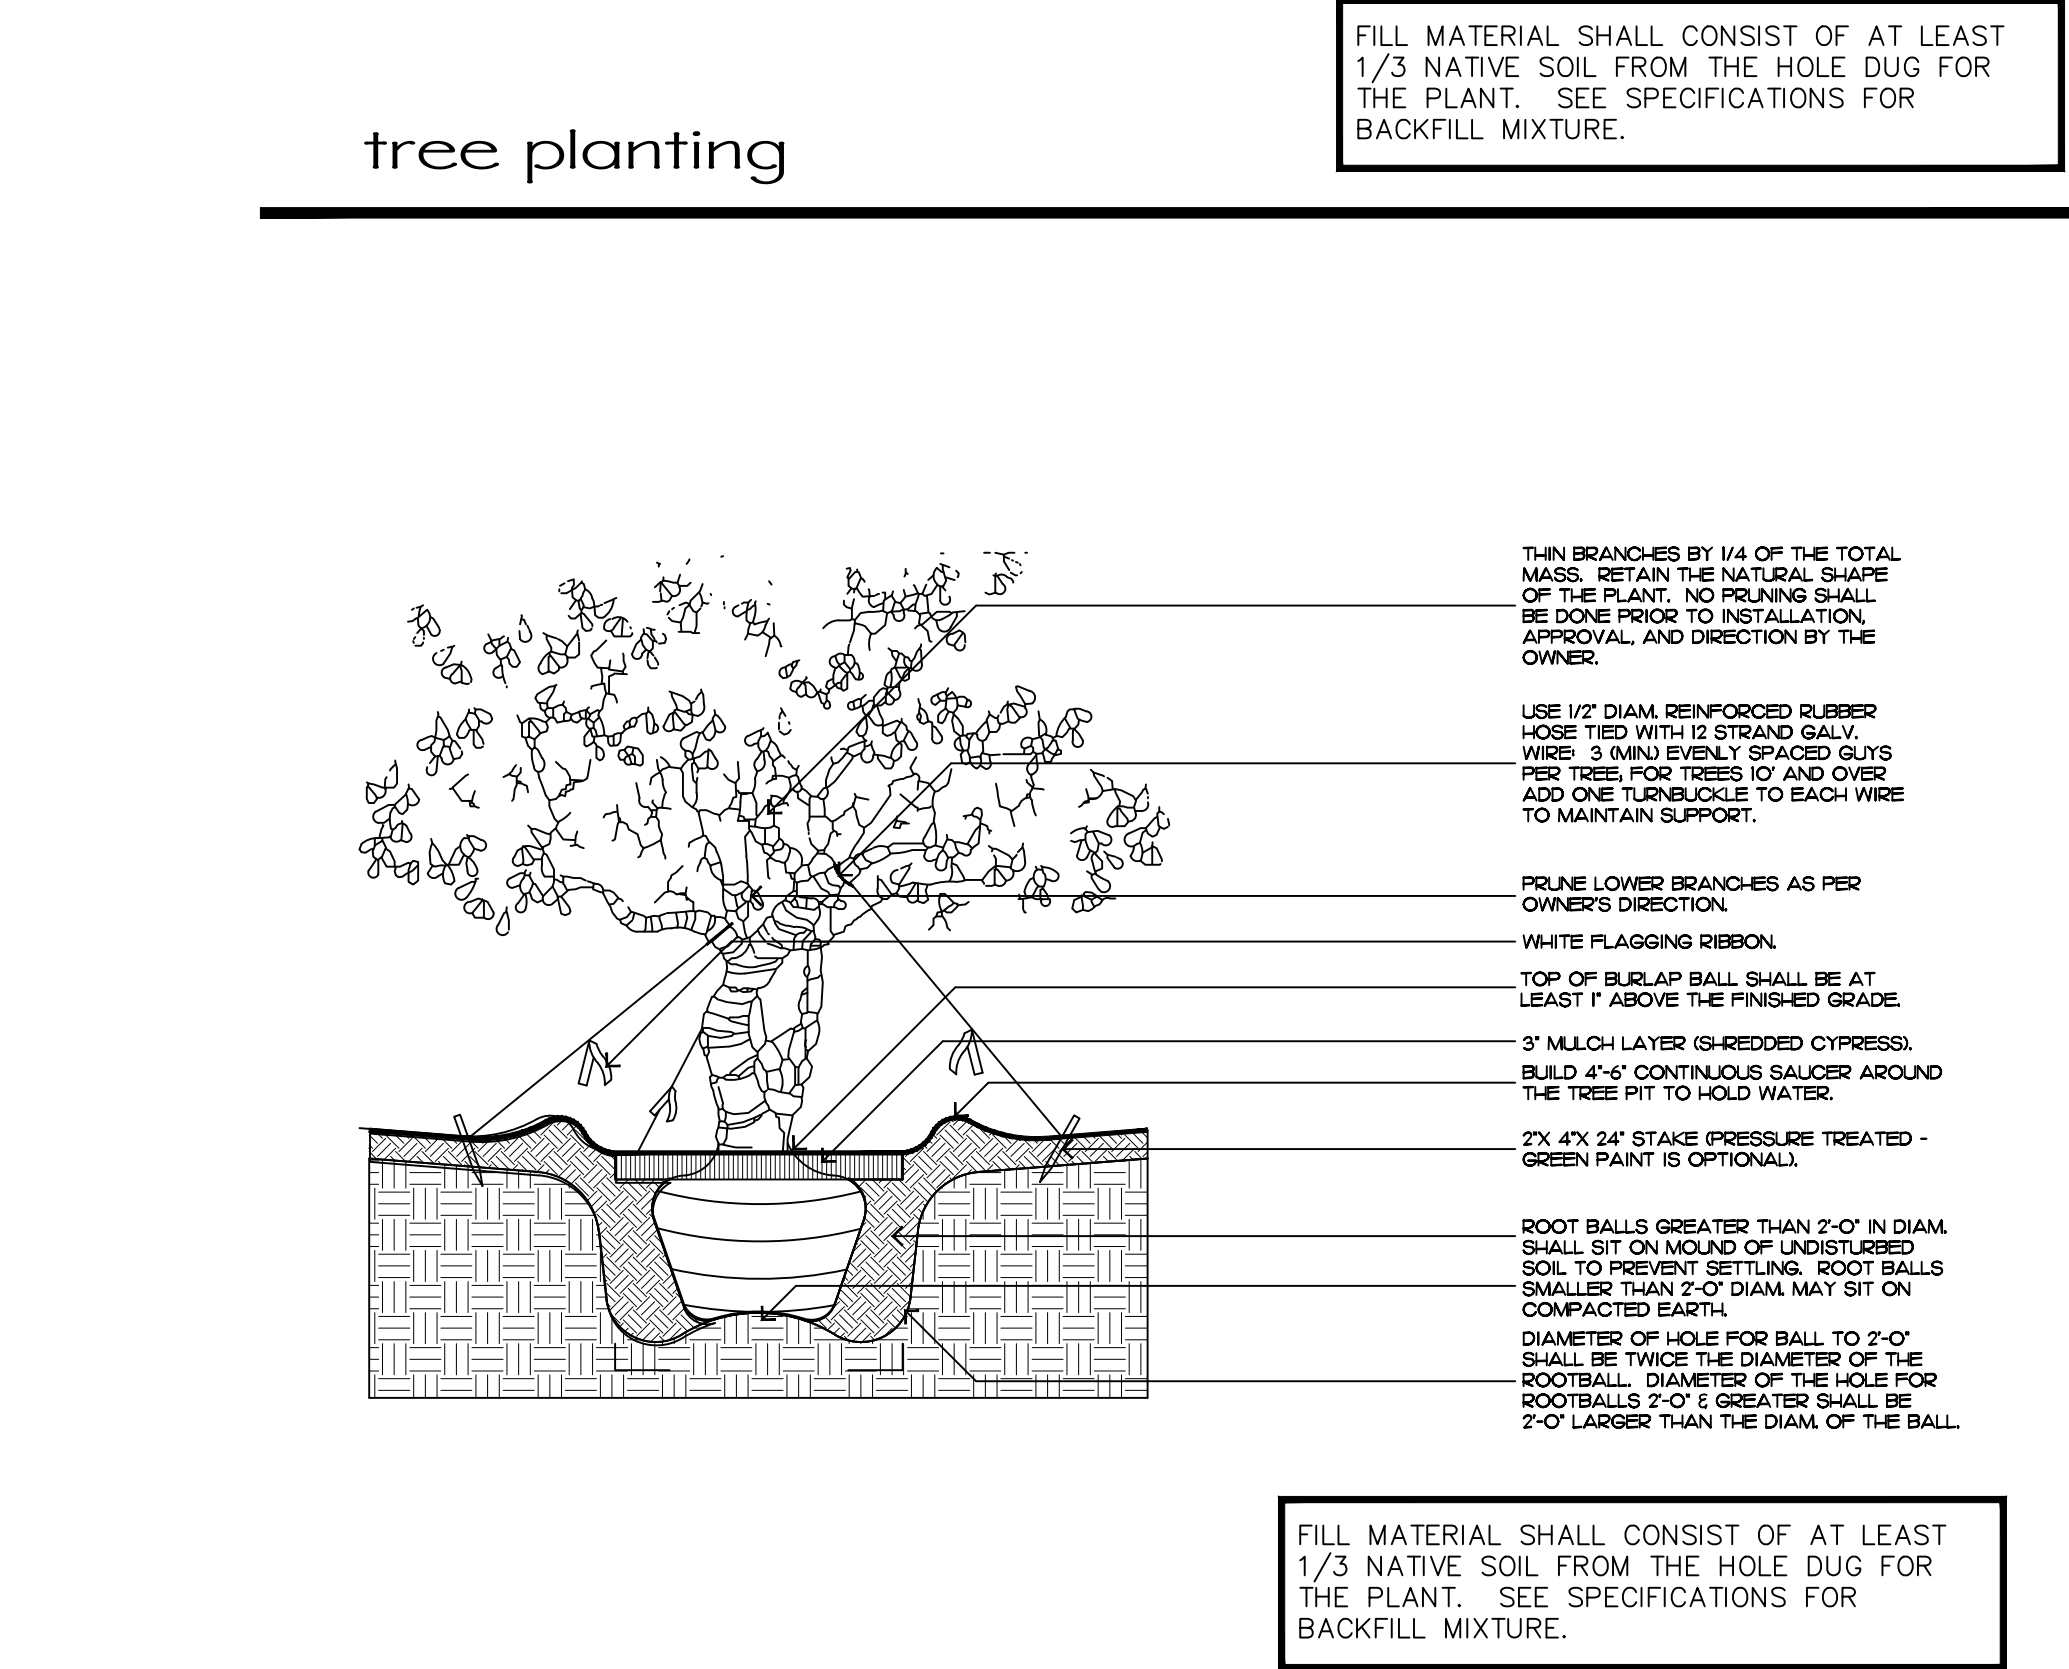 FILL MATERIAL SHALL CONSIST OF AT LEAST
1/3 NATIVE SOIL FROM THE HOLE DUG FOR
THE PLANT. SEE SPECIFICATIONS FOR
BACKFILL MIXTURE.
tree planting
THIN BRANCHES BY 1/4 OF THE TOTAL
MASS. RETAIN THE NATURAL SHAPE
OF THE PLANT. NO PRUNING SHALL
BE DONE PRIOR TO INSTALLATION,
APPROVAL, AND DIRECTION BY THE
OWNER.
USE 1/2" DIAM. REINFORCED RUBBER
HOSE TIED WITH 12 STRAND GALV.
WIRE: 3 (MIN.) EVENLY SPACED GUYS
PER TREE; FOR TREES 10' AND OVER
ADD ONE TURNBUCKLE TO EACH WIRE
TO MAINTAIN SUPPORT.
PRUNE LOWER BRANCHES AS PER
OWNER'S DIRECTION.
WHITE FLAGGING RIBBON.
TOP OF BURLAP BALL SHALL BE AT
LEAST 1" ABOVE THE FINISHED GRADE.
3" MULCH LAYER (SHREDDED CYPRESS).
BUILD 4"-6" CONTINUOUS SAUCER AROUND
THE TREE PIT TO HOLD WATER.
2"X 4"X 24" STAKE (PRESSURE TREATED -
GREEN PAINT IS OPTIONAL).
ROOT BALLS GREATER THAN 2'-0" IN DIAM.
SHALL SIT ON MOUND OF UNDISTURBED
SOIL TO PREVENT SETTLING. ROOT BALLS
SMALLER THAN 2'-0" DIAM. MAY SIT ON
COMPACTED EARTH.
DIAMETER OF HOLE FOR BALL TO 2'-0"
SHALL BE TWICE THE DIAMETER OF THE
ROOTBALL. DIAMETER OF THE HOLE FOR
ROOTBALLS 2'-0" & GREATER SHALL BE
2'-0" LARGER THAN THE DIAM. OF THE BALL.
FILL MATERIAL SHALL CONSIST OF AT LEAST
1/3 NATIVE SOIL FROM THE HOLE DUG FOR
THE PLANT. SEE SPECIFICATIONS FOR
BACKFILL MIXTURE.